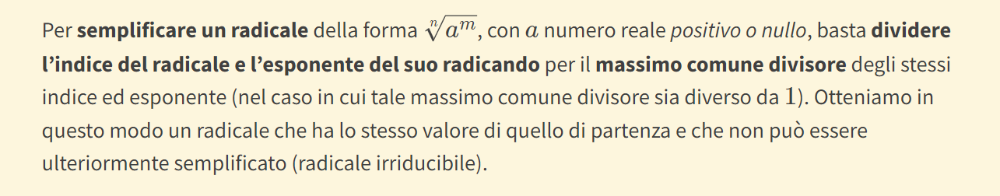 Per semplificare un radicale della forma $\sqrt[n]{a^m}$, con $a$ numero reale positivo o nullo, basta dividere
l’indice del radicale e l’esponente del suo radicando per il massimo comune divisore degli stessi
indice ed esponente (nel caso in cui tale massimo comune divisore sia diverso da 1). Otteniamo in
questo modo un radicale che ha lo stesso valore di quello di partenza e che non può essere
ulteriormente semplificato (radicale irriducibile).